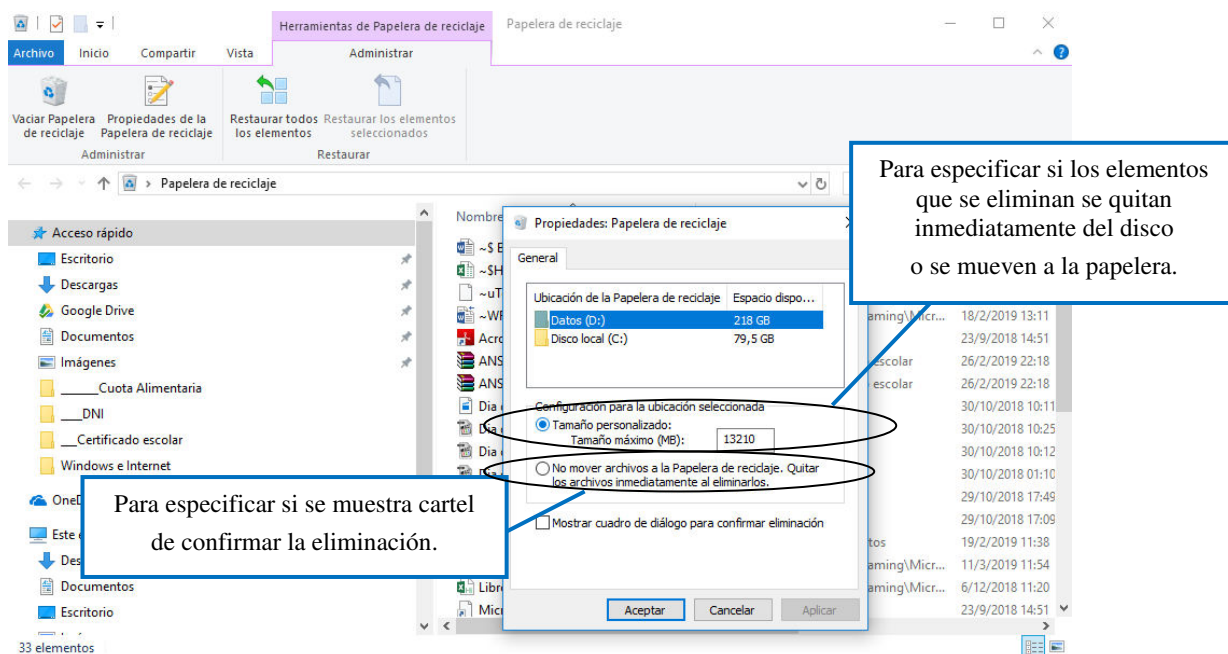 Herramientas de Papelera de reciclaje
Papelera de reciclaje
Archivo Inicio Compartir Vista Administrar
Vaciar Papelera de reciclaje
Propiedades de la Papelera de reciclaje
Restaurar todos los elementos
Restaurar los elementos seleccionados
Administrar
Restaurar
Papelera de reciclaje
Para especificar si los elementos
que se eliminan se quitan
inmediatamente del disco
o se mueven a la papelera.
Acceso rápido
Escritorio
Descargas
Google Drive
Documentos
Imágenes
______Cuota Alimentaria
___DNI
__Certificado escolar
Windows e Internet
Este
Documentos
Escritorio
Nombre
Propiedades: Papelera de reciclaje
General
Ubicación de la Papelera de reciclaje Espacio dispo...
Datos (D:) 218 GB
Disco local (C:) 79,5 GB
Configuración para la ubicación seleccionada
Tamaño personalizado:
Tamaño máximo (MB): 13210
No mover archivos a la Papelera de reciclaje. Quitar
los archivos inmediatamente al eliminarlos.
Mostrar cuadro de diálogo para confirmar eliminación
Aceptar Cancelar Aplicar
Para especificar si se muestra cartel
de confirmar la eliminación.
18/2/2019 13:11
23/9/2018 14:51
escolar 26/2/2019 22:18
escolar 26/2/2019 22:18
30/10/2018 10:11
30/10/2018 10:25
30/10/2018 10:12
30/10/2018 01:10
29/10/2018 17:49
29/10/2018 17:09
19/2/2019 11:38
aming\Micr... 11/3/2019 11:54
aming\Micr... 6/12/2018 11:20
23/9/2018 14:51
33 elementos